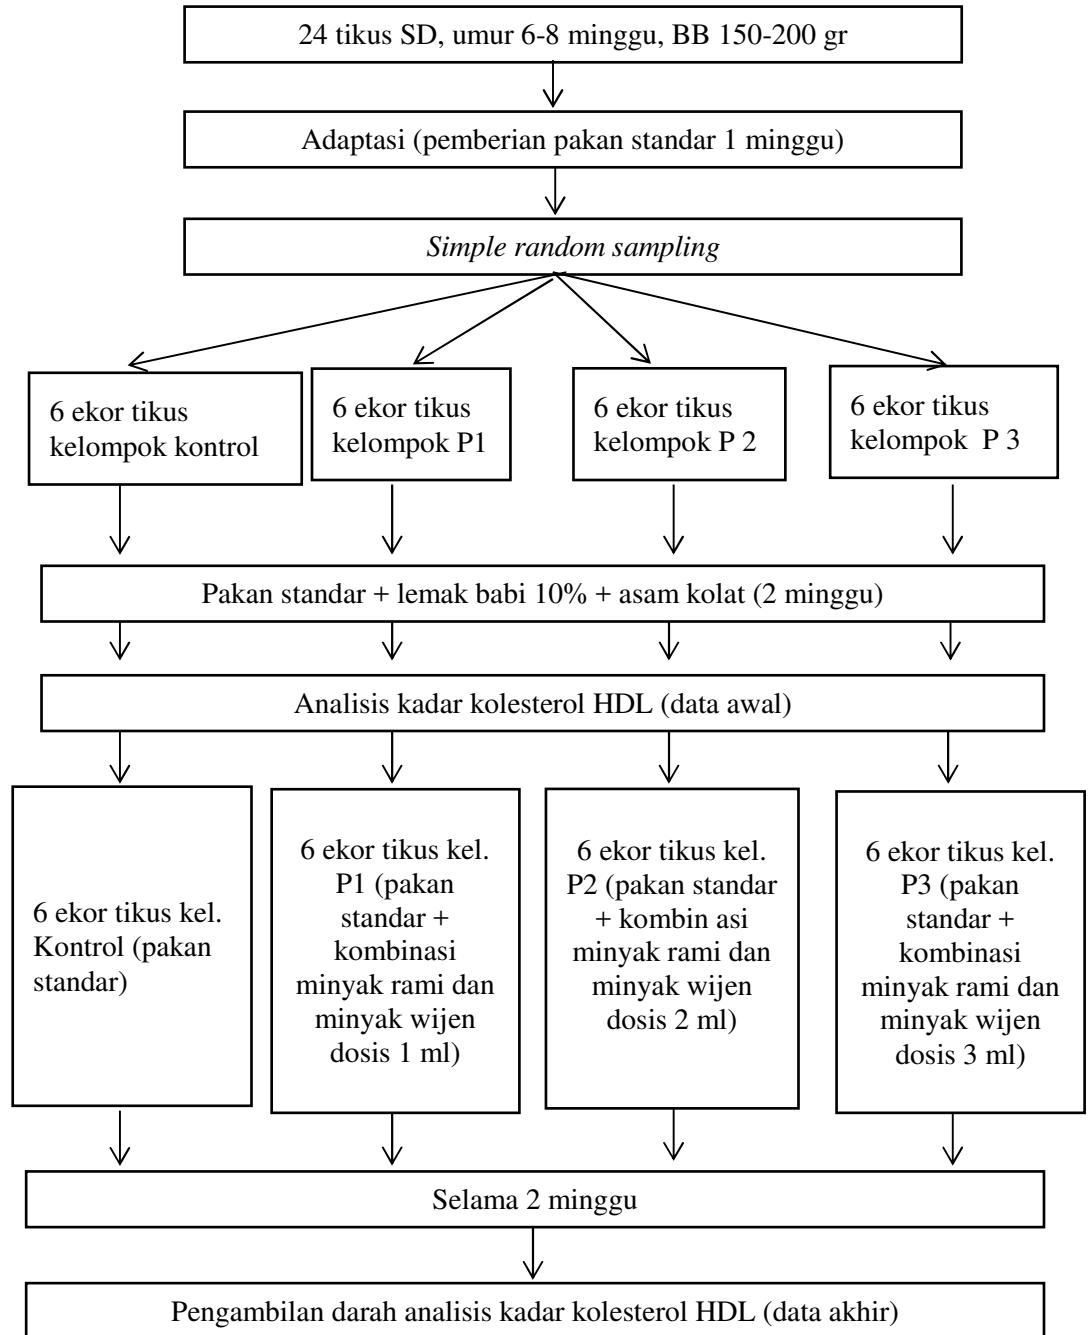 24 tikus SD, umur 6-8 minggu, BB 150-200 gr
Adaptasi (pemberian pakan standar 1 minggu)
Simple random sampling
6 ekor tikus
kelompok kontrol
6 ekor tikus
kelompok P1
6 ekor tikus
kelompok P 2
6 ekor tikus
kelompok P 3
Pakan standar + lemak babi 10% + asam kolat (2 minggu)
Analisis kadar kolesterol HDL (data awal)
6 ekor tikus kel.
Kontrol (pakan
standar)
6 ekor tikus kel.
P1 (pakan
standar +
kombinasi
minyak rami dan
minyak wijen
dosis 1 ml)
6 ekor tikus kel.
P2 (pakan standar
+ kombin asi
minyak rami dan
minyak wijen
dosis 2 ml)
6 ekor tikus kel.
P3 (pakan
standar +
kombinasi
minyak rami dan
minyak wijen
dosis 3 ml)
Selama 2 minggu
Pengambilan darah analisis kadar kolesterol HDL (data akhir)